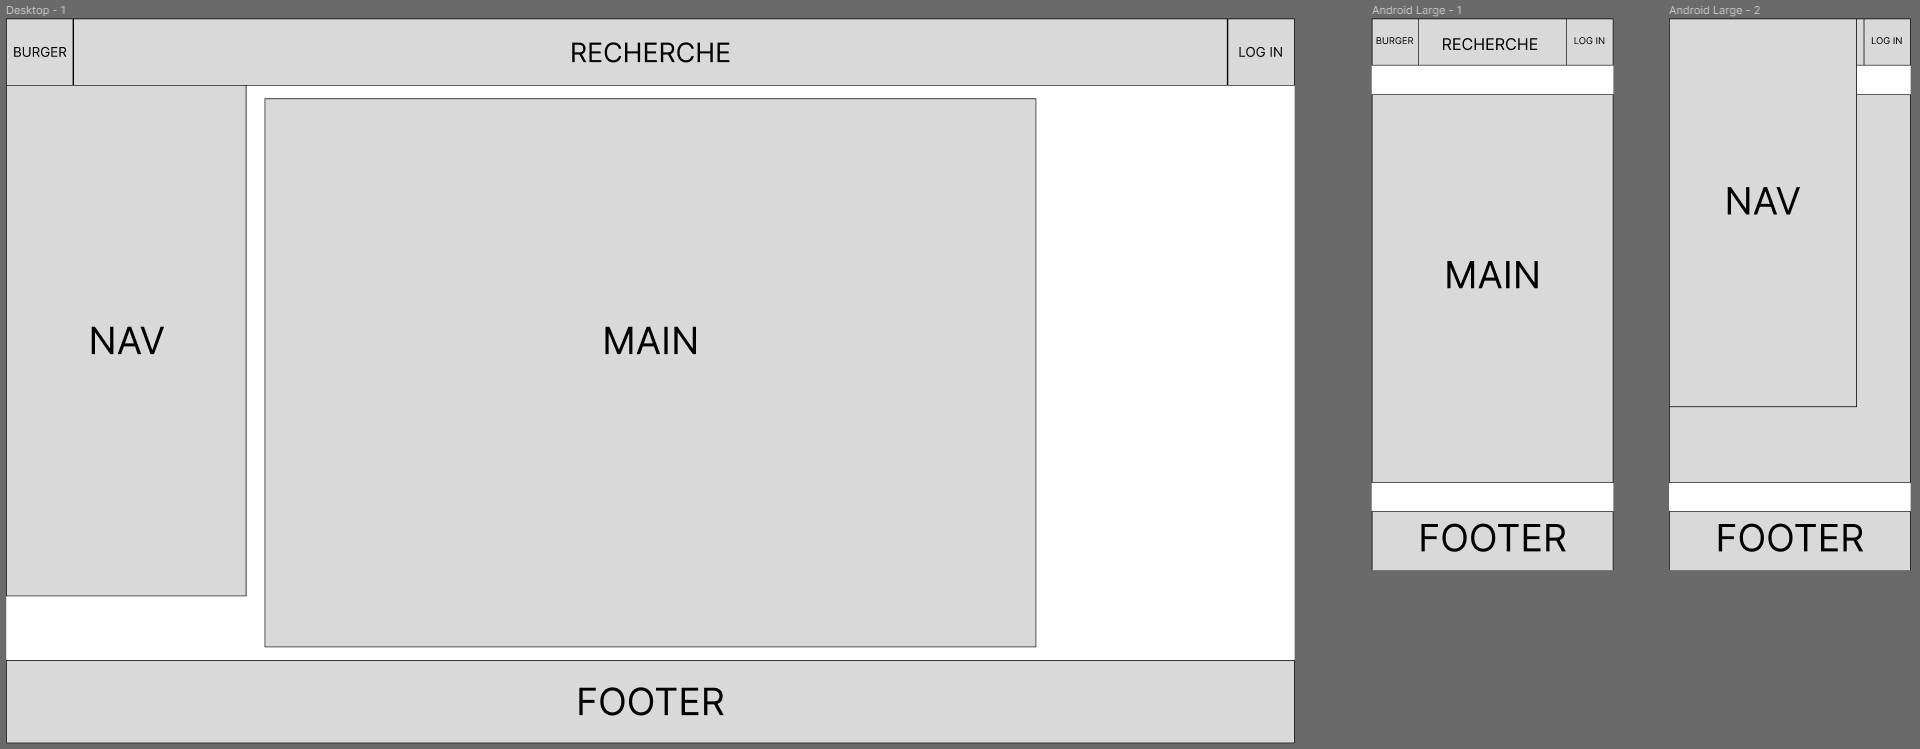 Desktop - 1
BURGER
RECHERCHE
LOG IN
NAV
MAIN
FOOTER
Android Large - 1
BURGER
RECHERCHE
LOG IN
MAIN
FOOTER
Android Large - 2
LOG IN
NAV
FOOTER